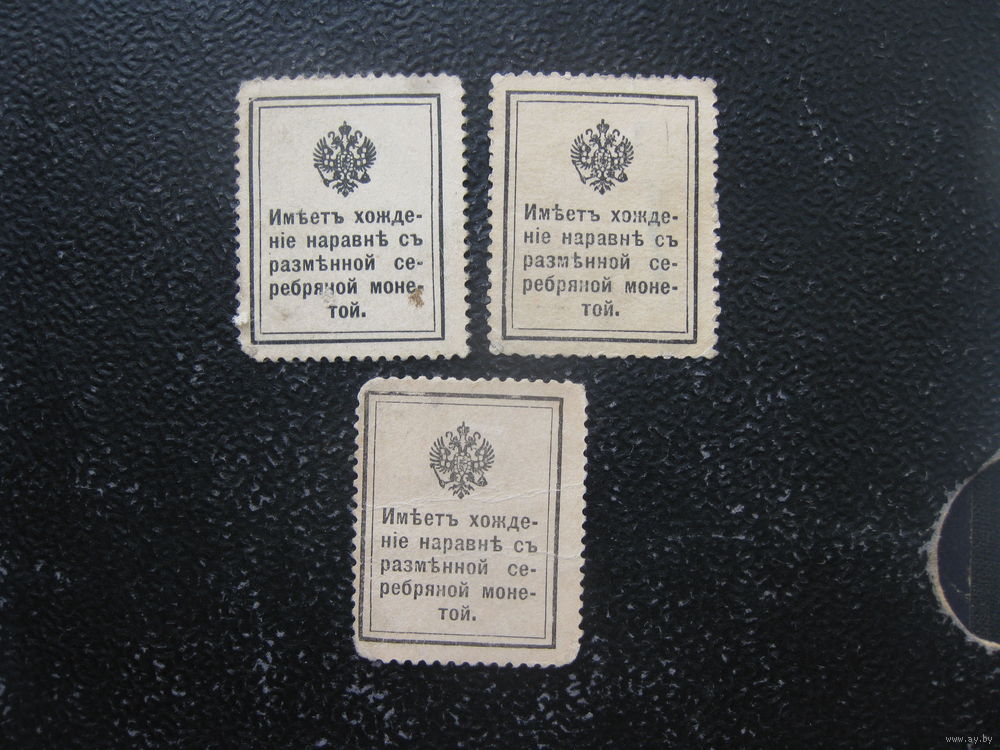 Имѣетъ хожде-
ніе наравнѣ съ
размѣнной се-
ребряной моне-
той.
Имѣетъ хожде-
ніе наравнѣ съ
размѣнной се-
ребряной моне-
той.
Имѣетъ хожде-
ніе наравнѣ съ
размѣнной се-
ребряной моне-
той.
www.ay.by